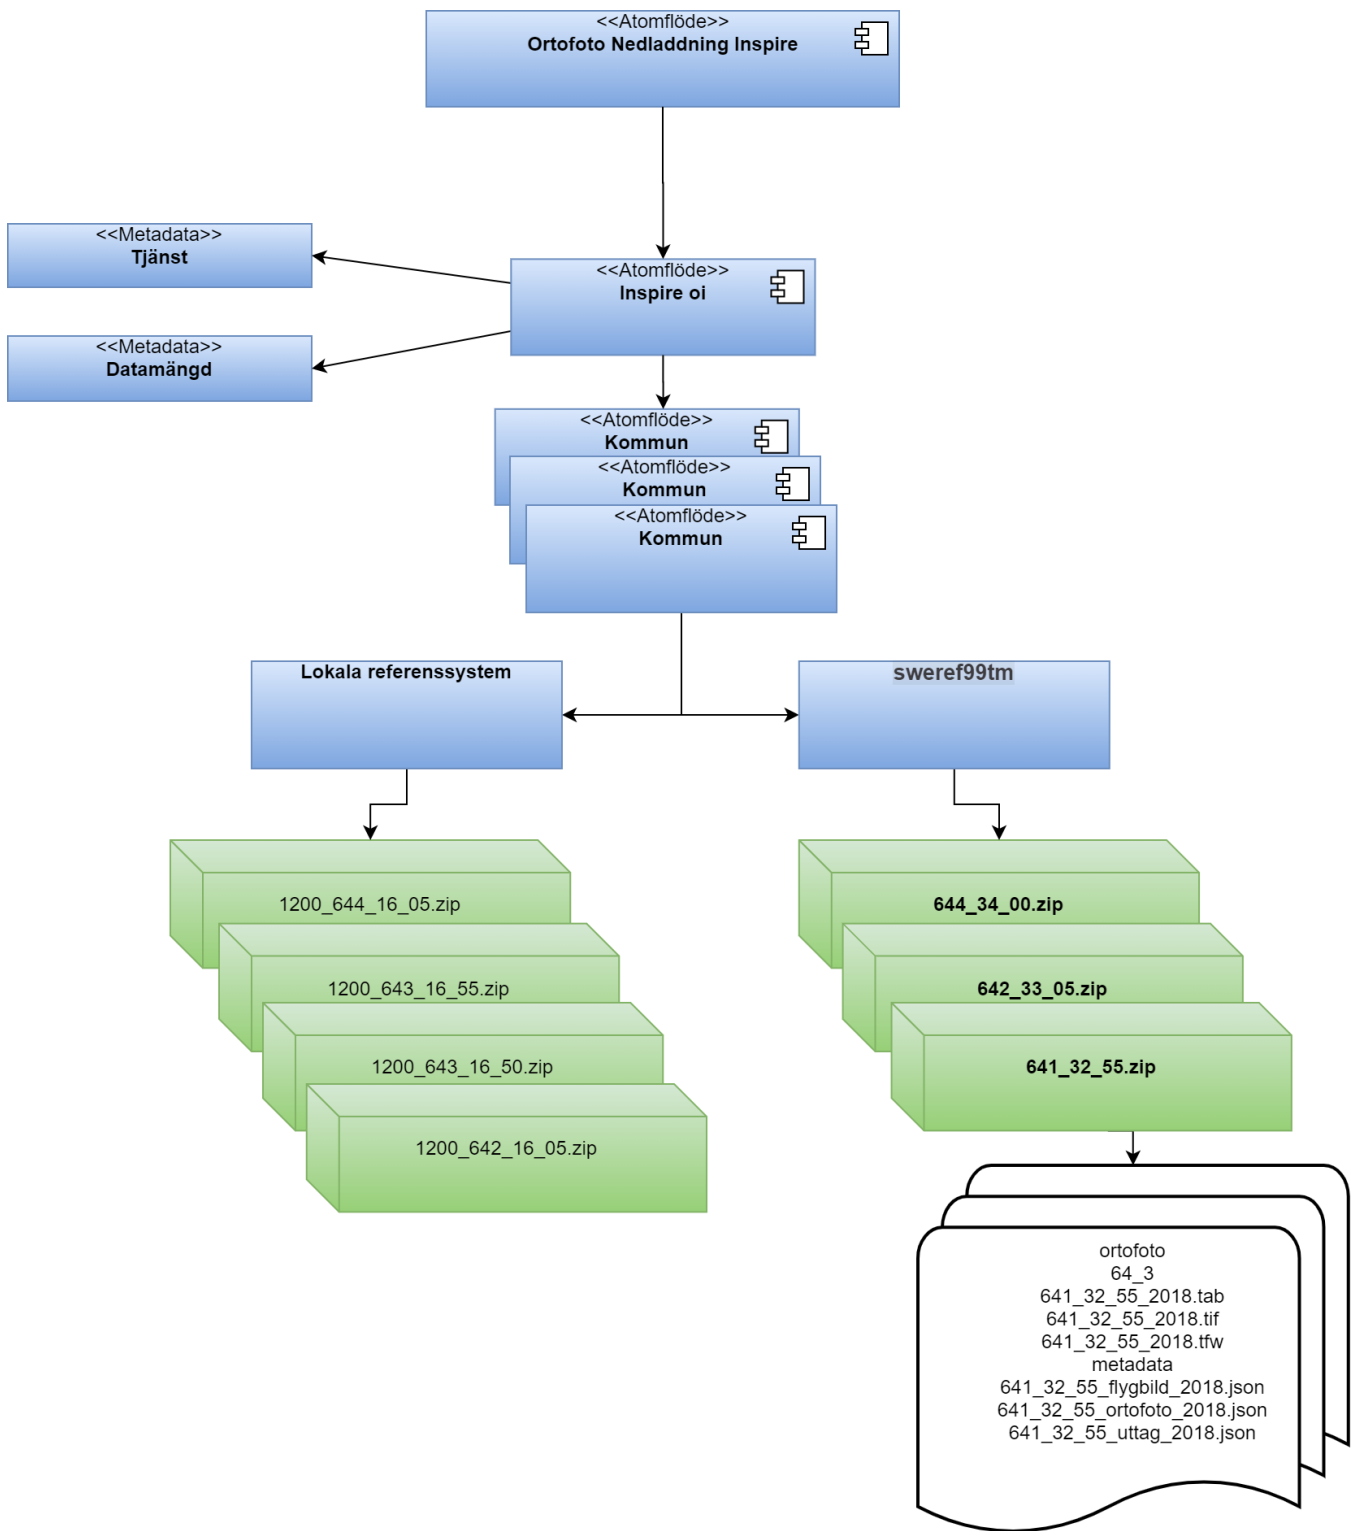 <<Atomflöde>>
Ortofoto Nedladdning Inspire
<<Metadata>>
Tjänst
<<Atomflöde>>
Inspire oi
<<Metadata>>
Datamängd
<<Atomflöde>>
Kommun
<<Atomflöde>>
Kommun
<<Atomflöde>>
Kommun
Lokala referenssystem
sweref99tm
1200_644_16_05.zip
1200_643_16_55.zip
1200_643_16_50.zip
1200_642_16_05.zip
644_34_00.zip
642_33_05.zip
641_32_55.zip
ortofoto
64_3
641_32_55_2018.tab
641_32_55_2018.tif
641_32_55_2018.tfw
metadata
641_32_55_flygbild_2018.json
641_32_55_ortofoto_2018.json
641_32_55_uttag_2018.json